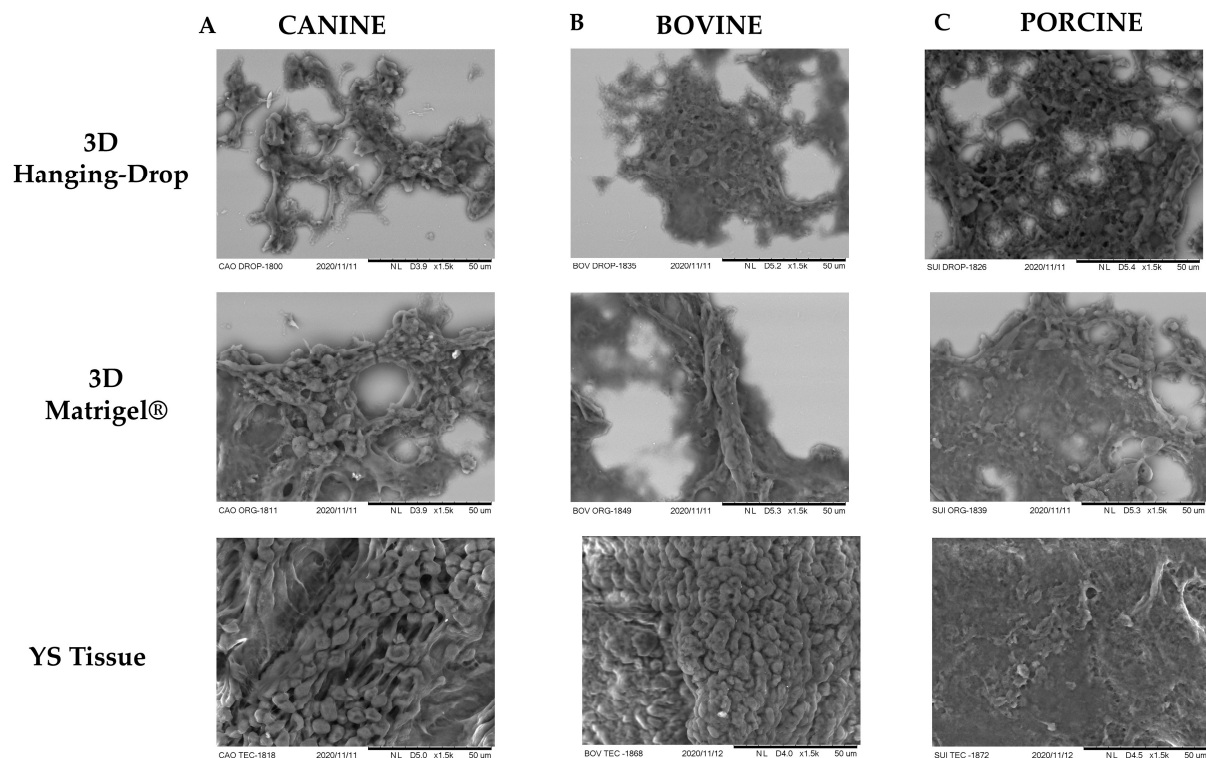 A CANINE
B BOVINE
C PORCINE
3D
Hanging-Drop
CAO DROP-1800 2020/11/11 NL D3.9 x1.5k 50 um
BOV DROP-1835 2020/11/11 NL D5.2 x1.5k 50 um
SUI DROP-1826 2020/11/11 NL D5.4 x1.5k 50 um
3D
Matrigel®
CAO ORG-1811 2020/11/11 NL D3.9 x1.5k 50 um
BOV ORG-1849 2020/11/11 NL D5.3 x1.5k 50 um
SUI ORG-1839 2020/11/11 NL D5.3 x1.5k 50 um
YS Tissue
CAO TEC-1818 2020/11/11 NL D5.0 x1.5k 50 um
BOV TEC -1868 2020/11/12 NL D4.0 x1.5k 50 um
SUI TEC -1872 2020/11/12 NL D4.5 x1.5k 50 um